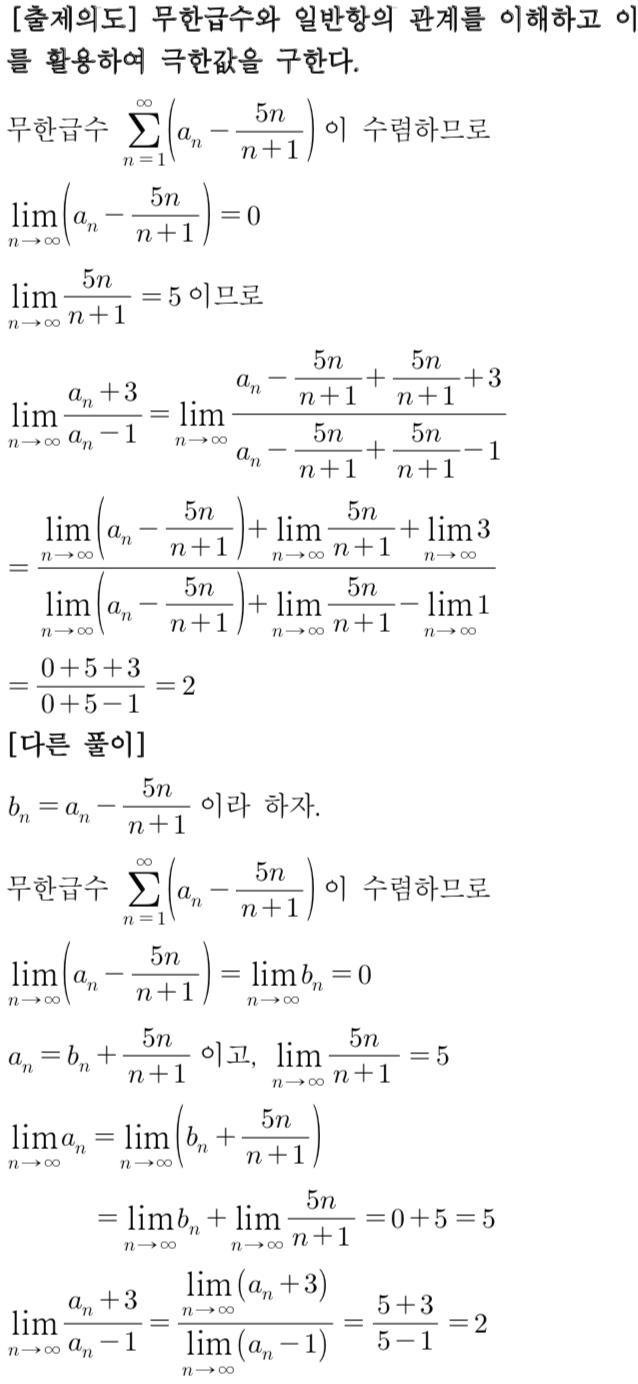 [출제의도] 무한급수와 일반항의 관계를 이해하고 이
를 활용하여 극한값을 구한다.
무한급수 $\sum_{n=1}^{\infty}\left(a_n-\frac{5n}{n+1}\right)$ 이 수렴하므로
$\lim_{n\to\infty}\left(a_n-\frac{5n}{n+1}\right)=0$
$\lim_{n\to\infty}\frac{5n}{n+1}=5$ 이므로
$\lim_{n\to\infty}\frac{a_n+3}{a_n-1}=\lim_{n\to\infty}\frac{a_n-\frac{5n}{n+1}+\frac{5n}{n+1}+3}{a_n-\frac{5n}{n+1}+\frac{5n}{n+1}-1}$
$=\frac{\lim_{n\to\infty}\left(a_n-\frac{5n}{n+1}\right)+\lim_{n\to\infty}\frac{5n}{n+1}+\lim_{n\to\infty}3}{\lim_{n\to\infty}\left(a_n-\frac{5n}{n+1}\right)+\lim_{n\to\infty}\frac{5n}{n+1}-\lim_{n\to\infty}1}$
$=\frac{0+5+3}{0+5-1}=2$
[다른 풀이]
$b_n=a_n-\frac{5n}{n+1}$ 이라 하자.
무한급수 $\sum_{n=1}^{\infty}\left(a_n-\frac{5n}{n+1}\right)$ 이 수렴하므로
$\lim_{n\to\infty}\left(a_n-\frac{5n}{n+1}\right)=\lim_{n\to\infty}b_n=0$
$a_n=b_n+\frac{5n}{n+1}$ 이고, $\lim_{n\to\infty}\frac{5n}{n+1}=5$
$\lim_{n\to\infty}a_n=\lim_{n\to\infty}\left(b_n+\frac{5n}{n+1}\right)$
$=\lim_{n\to\infty}b_n+\lim_{n\to\infty}\frac{5n}{n+1}=0+5=5$
$\lim_{n\to\infty}\frac{a_n+3}{a_n-1}=\frac{\lim_{n\to\infty}(a_n+3)}{\lim_{n\to\infty}(a_n-1)}=\frac{5+3}{5-1}=2$